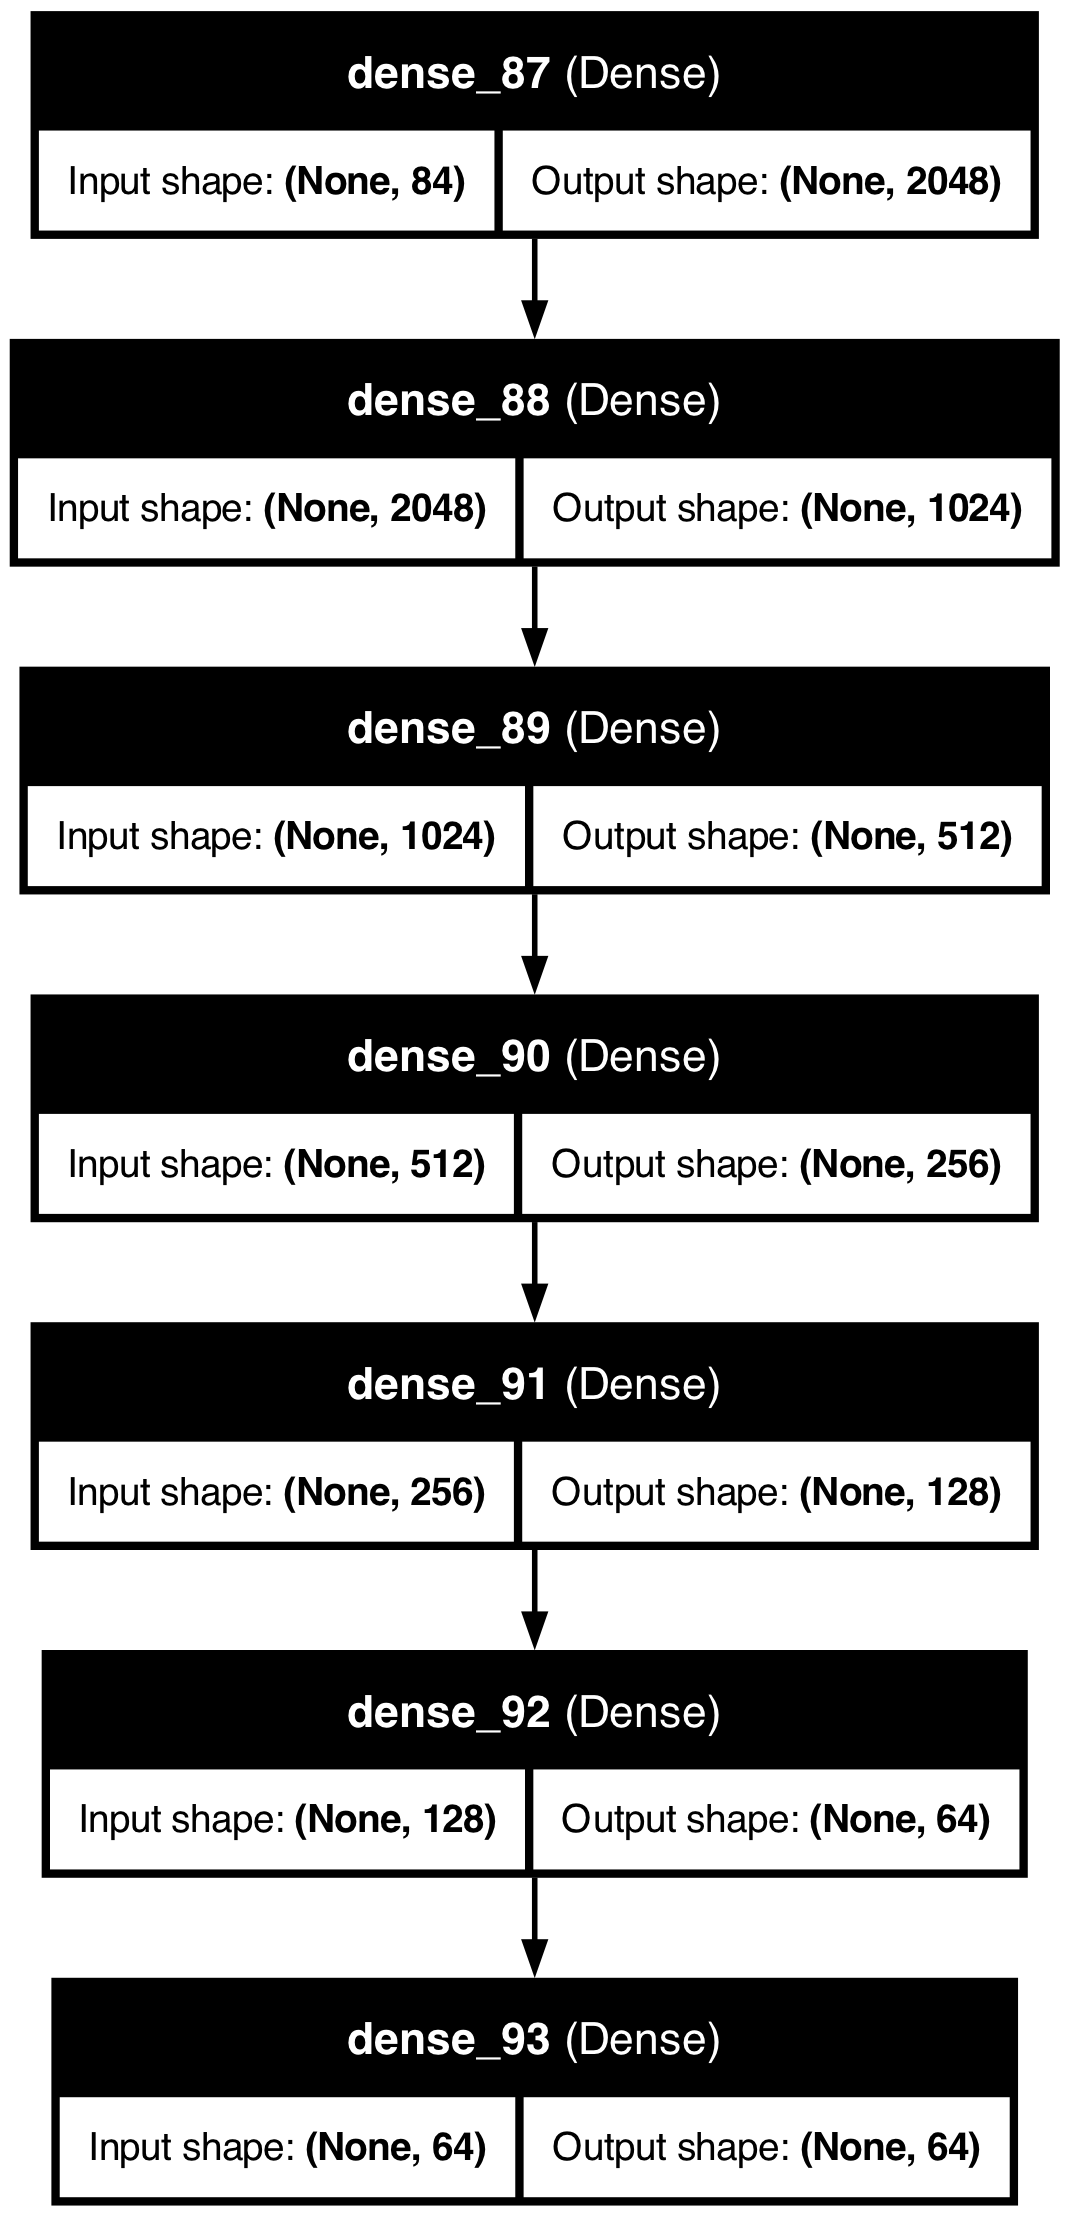 dense_87 (Dense)
Input shape: (None, 84) Output shape: (None, 2048)
dense_88 (Dense)
Input shape: (None, 2048) Output shape: (None, 1024)
dense_89 (Dense)
Input shape: (None, 1024) Output shape: (None, 512)
dense_90 (Dense)
Input shape: (None, 512) Output shape: (None, 256)
dense_91 (Dense)
Input shape: (None, 256) Output shape: (None, 128)
dense_92 (Dense)
Input shape: (None, 128) Output shape: (None, 64)
dense_93 (Dense)
Input shape: (None, 64) Output shape: (None, 64)